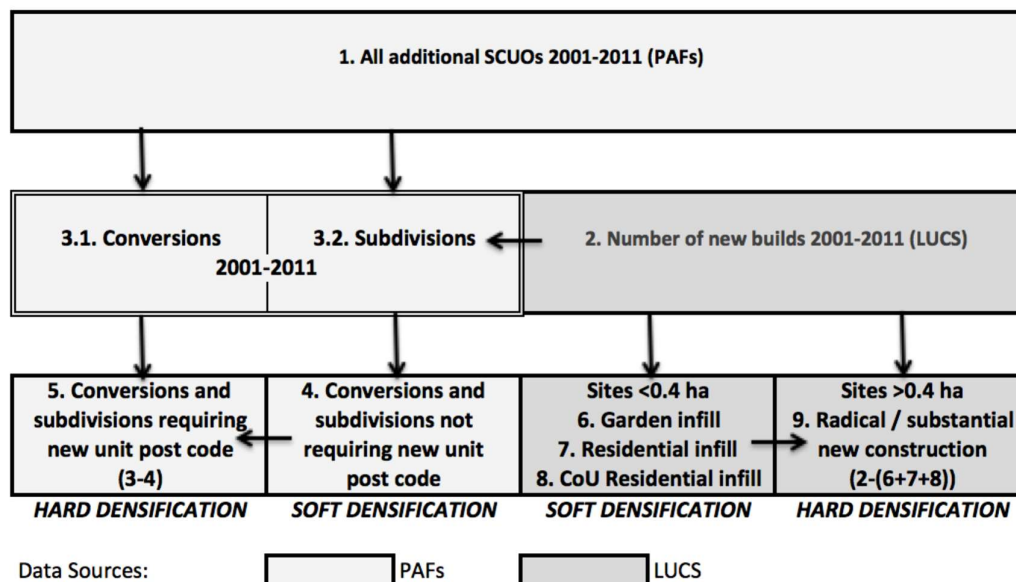 1. All additional SCUOs 2001-2011 (PAFs)
3.1. Conversions
3.2. Subdivisions
2001-2011
2. Number of new builds 2001-2011 (LUCS)
5. Conversions and
subdivisions requiring
new unit post code
(3-4)
4. Conversions and
subdivisions not
requiring new unit
post code
Sites <0.4 ha
6. Garden infill
7. Residential infill
8. CoU Residential infill
Sites >0.4 ha
9. Radical / substantial
new construction
(2-(6+7+8))
HARD DENSIFICATION
SOFT DENSIFICATION
SOFT DENSIFICATION
HARD DENSIFICATION
Data Sources:
PAFs
LUCS